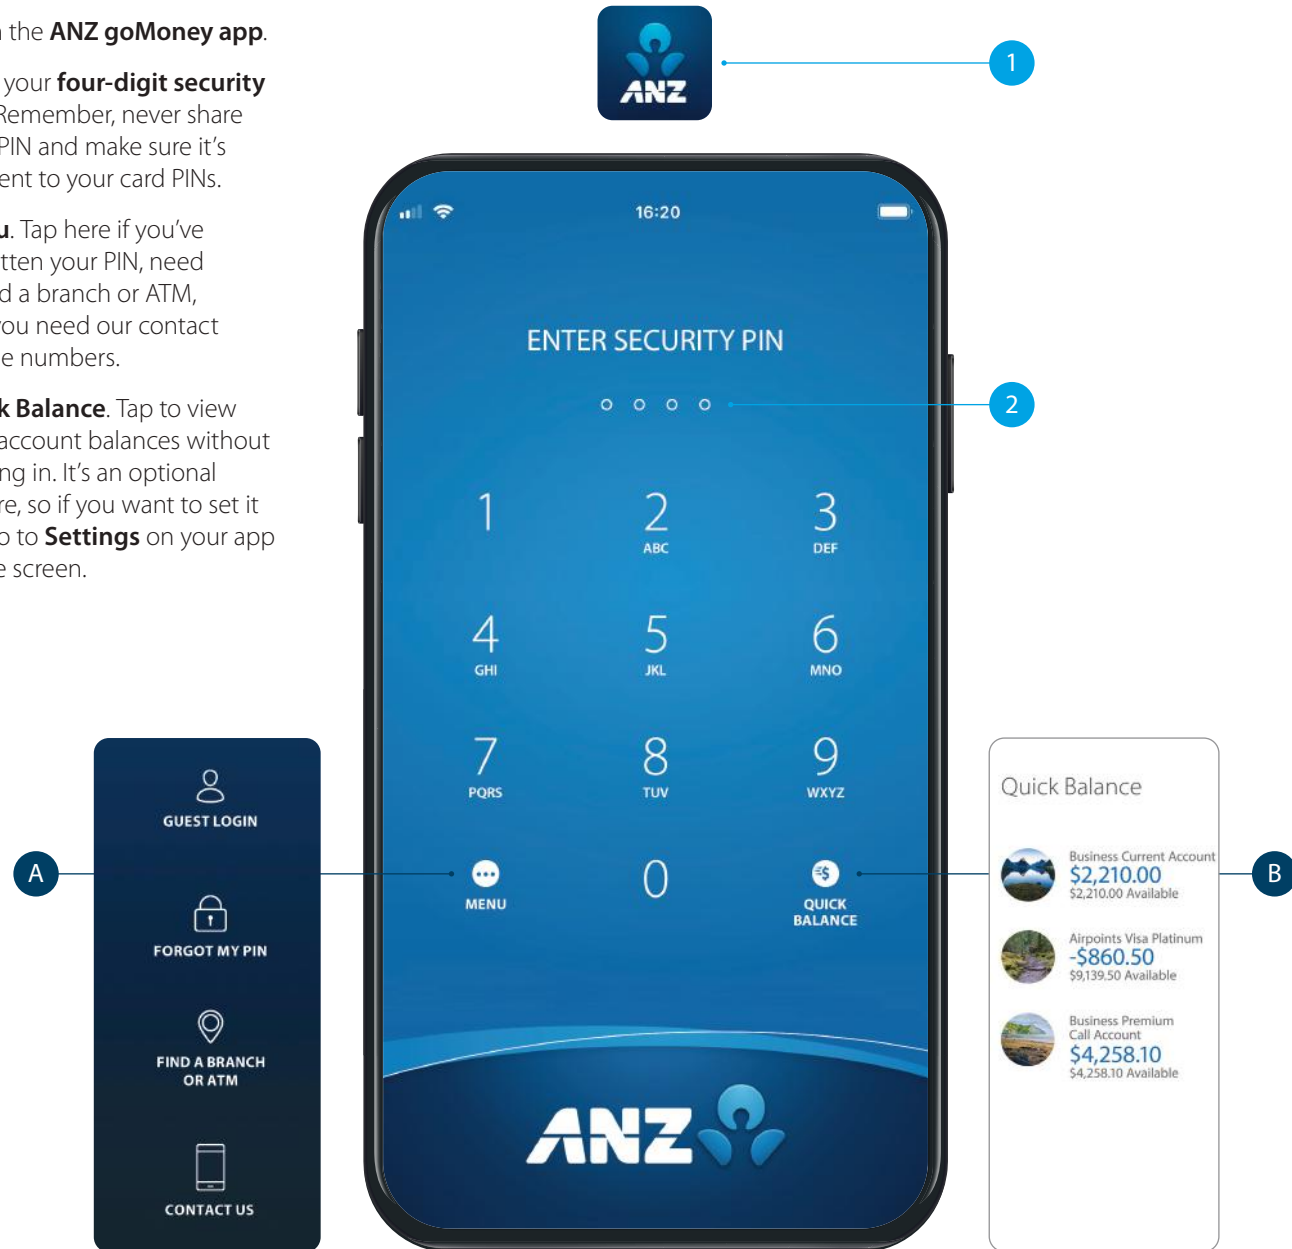 the ANZ goMoney app.
your four-digit security
Remember, never share
PIN and make sure it's
ent to your card PINs.
u. Tap here if you've
tten your PIN, need
d a branch or ATM,
you need our contact
e numbers.
k Balance. Tap to view
account balances without
ng in. It's an optional
re, so if you want to set it
o to Settings on your app
e screen.
ANZ
1
16:20
ENTER SECURITY PIN
2
1
2
ABC
3
DEF
4
GHI
5
JKL
6
MNO
7
PQRS
8
TUV
9
WXYZ
MENU
0
QUICK
BALANCE
ANZ
A
GUEST LOGIN
FORGOT MY PIN
FIND A BRANCH
OR ATM
CONTACT US
B
Quick Balance
Business Current Account
$2,210.00
$2,210.00 Available
Airpoints Visa Platinum
-$860.50
$9,139.50 Available
Business Premium
Call Account
$4,258.10
$4,258.10 Available